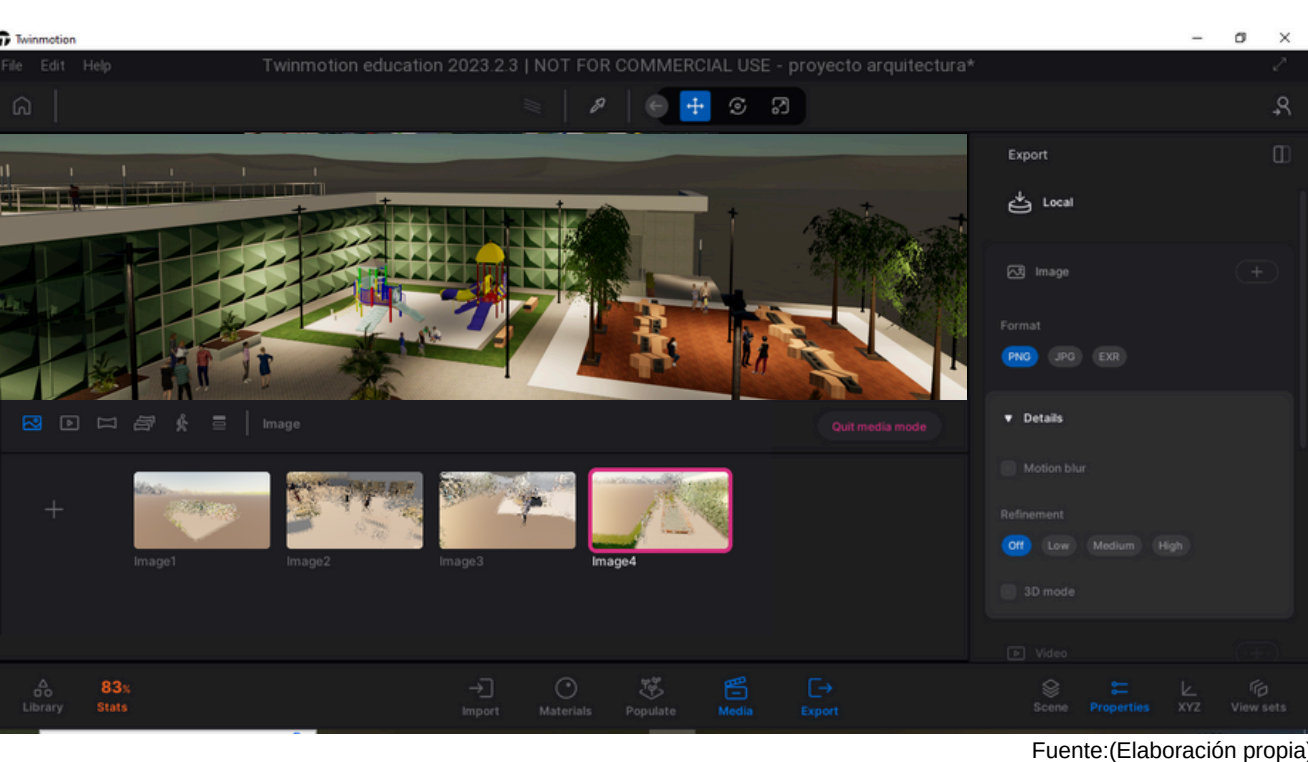 Twinmotion
File Edit Help
Twinmotion education 2023.2.3 | NOT FOR COMMERCIAL USE - proyecto arquitectura*
Export
Local
Image
Format
PNG JPG EXR
Details
Motion blur
Refinement
Off Low Medium High
3D mode
Video
Image
Quit media mode
Image1 Image2 Image3 Image4
83%
Library Stats Import Materials Populate Media Export Scene Properties XYZ View sets
Fuente:(Elaboración propia)